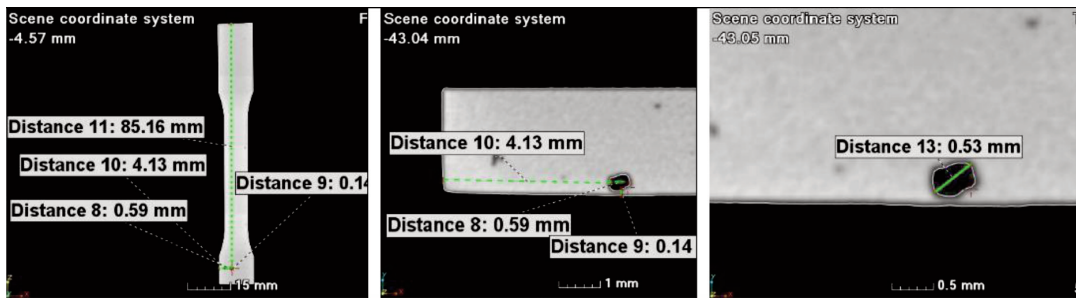 Scene coordinate system
-4.57 mm
F
Distance 11: 85.16 mm
Distance 10: 4.13 mm
Distance 9: 0.14
Distance 8: 0.59 mm
15 mm
Scene coordinate system
-43.04 mm
Distance 10: 4.13 mm
Distance 8: 0.59 mm
Distance 9: 0.14
1 mm
Scene coordinate system
-43.05 mm
Distance 13: 0.53 mm
0.5 mm